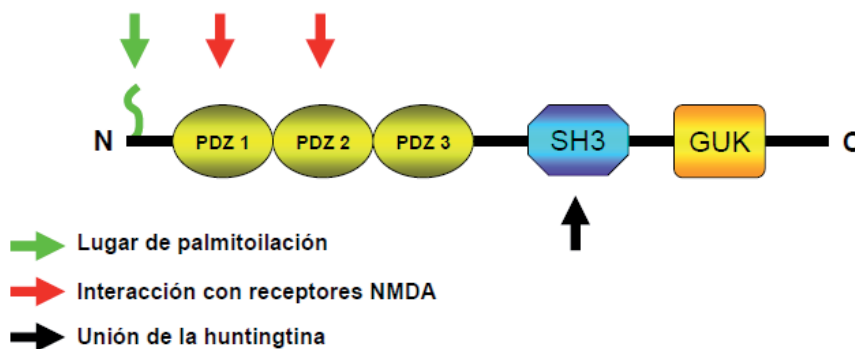 N PDZ 1 PDZ 2 PDZ 3 SH3 GUK C
Lugar de palmitoilación
Interacción con receptores NMDA
Unión de la huntingtina